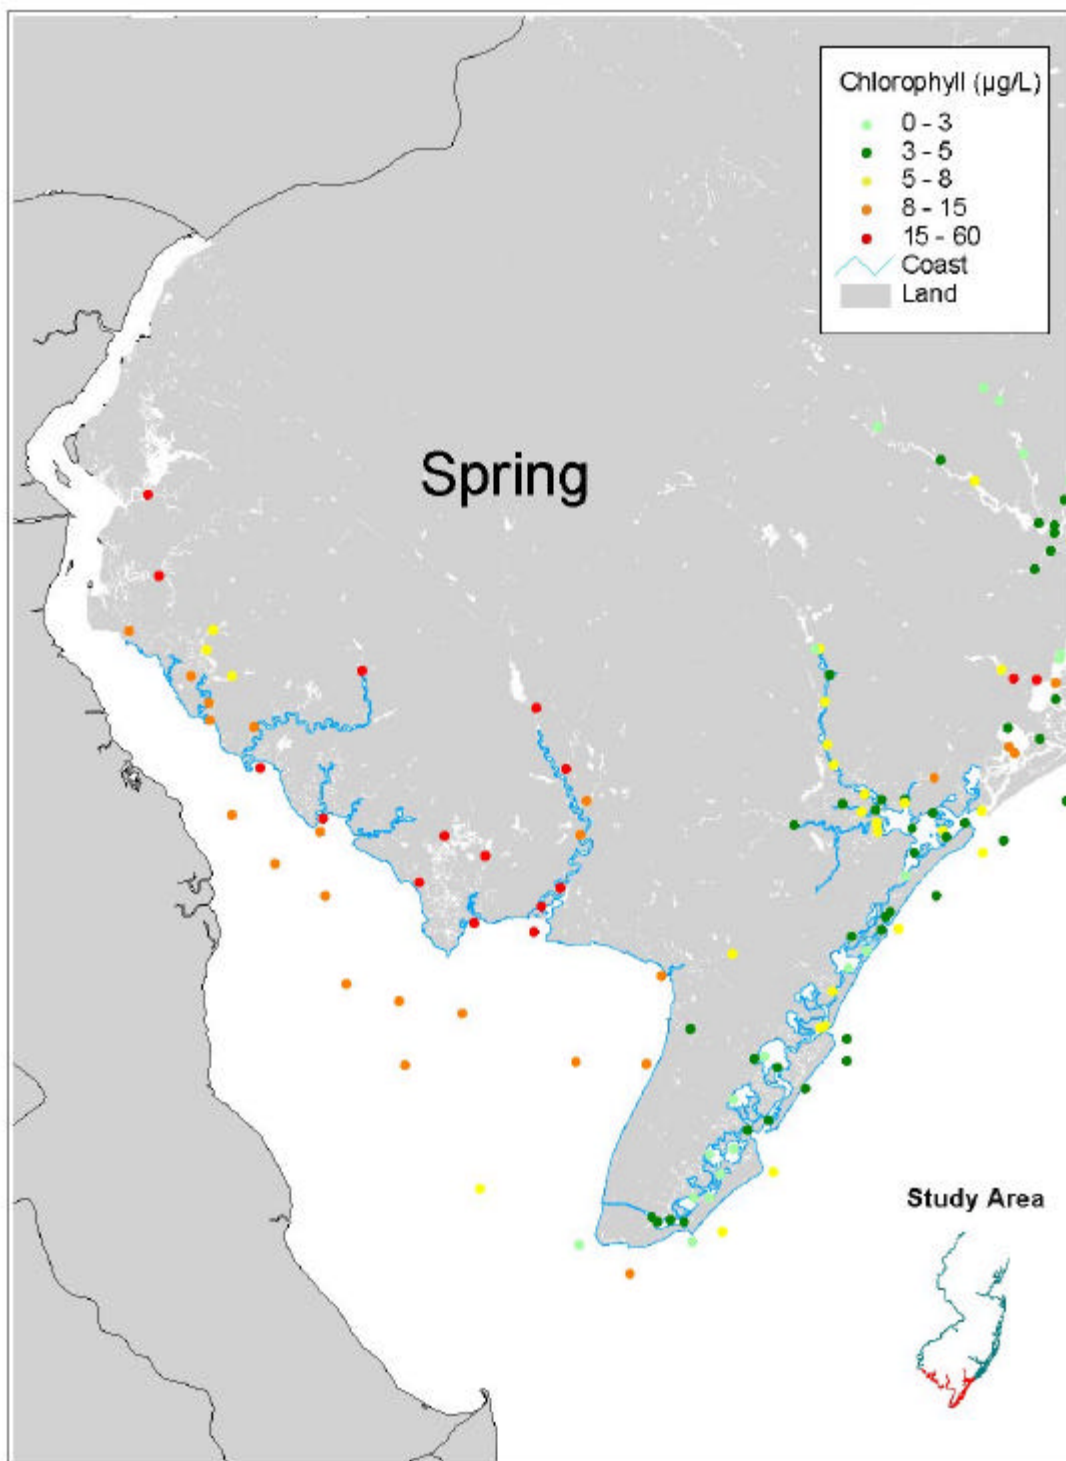 Chlorophyll (µg/L)
0 - 3
3 - 5
5 - 8
8 - 15
15 - 60
Coast
Land
Spring
Study Area